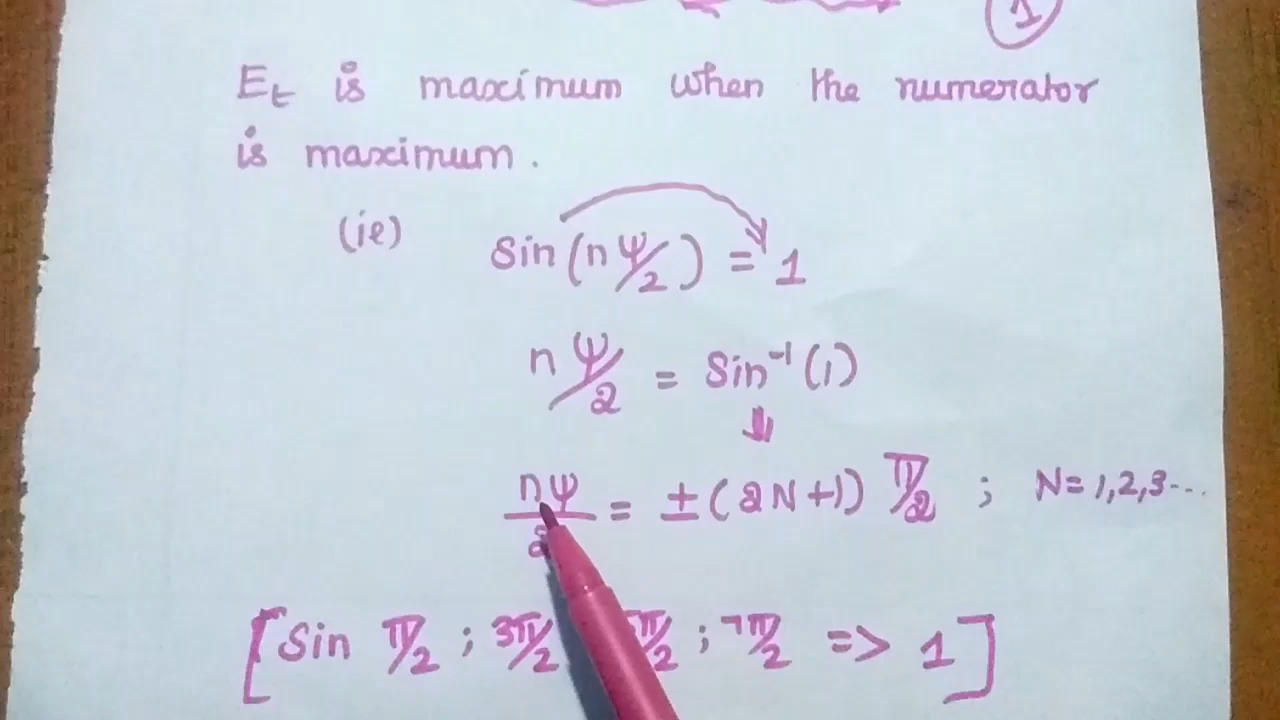 1
Et is maximum when the numerator
is maximum.
(ie) Sin(nψ/2) = 1
nψ/2 = Sin⁻¹(1)
nψ/2 = ±(2N+1) π/2 ; N=1,2,3...
[Sin π/2 ; 3π/2 π/2 ; 7π/2 => 1]